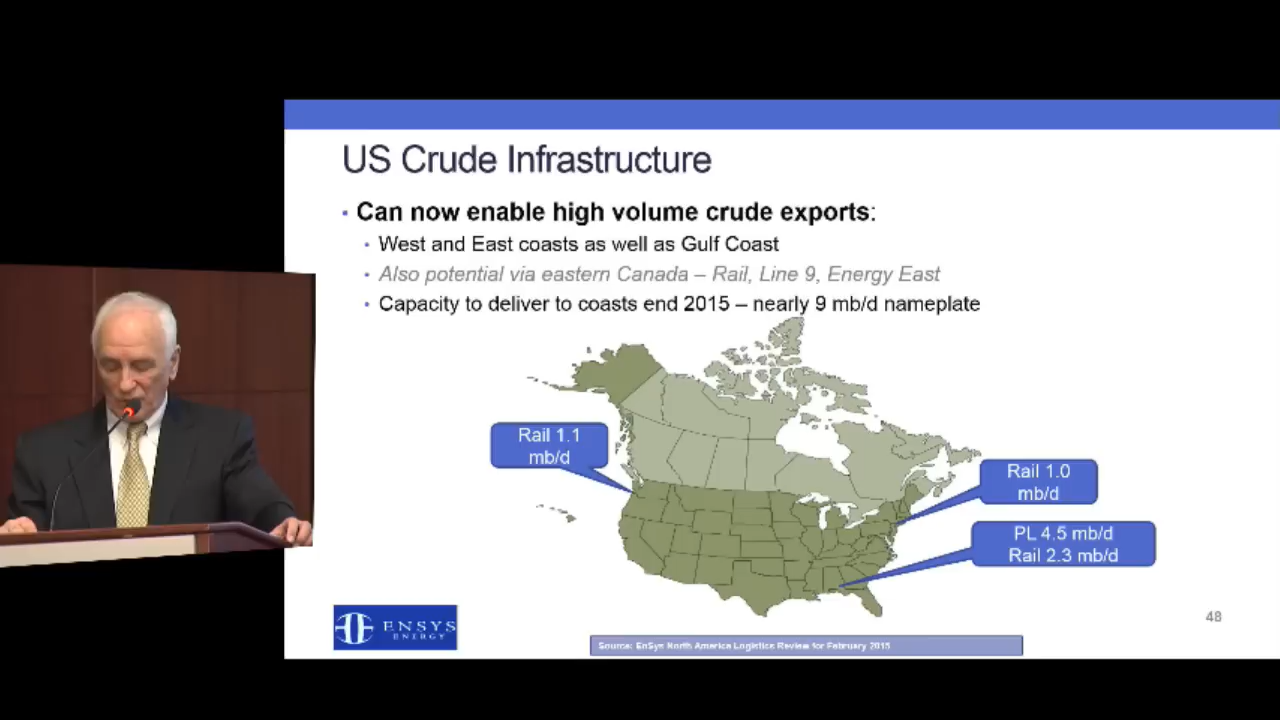 US Crude Infrastructure
Can now enable high volume crude exports:
West and East coasts as well as Gulf Coast
Also potential via eastern Canada – Rail, Line 9, Energy East
Capacity to deliver to coasts end 2015 – nearly 9 mb/d nameplate
Rail 1.1
mb/d
Rail 1.0
mb/d
PL 4.5 mb/d
Rail 2.3 mb/d
ENSYS
ENERGY
48
Source: EnSys North America Logistics Review for February 2015